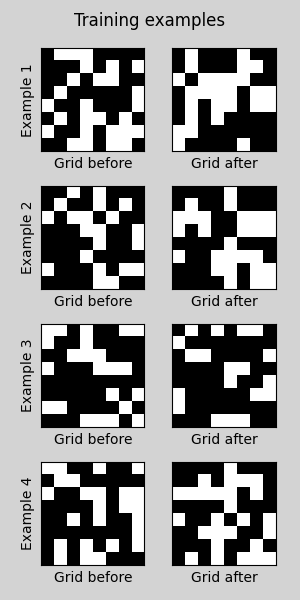 Training examples
Example 1
Grid before
Grid after
Example 2
Grid before
Grid after
Example 3
Grid before
Grid after
Example 4
Grid before
Grid after